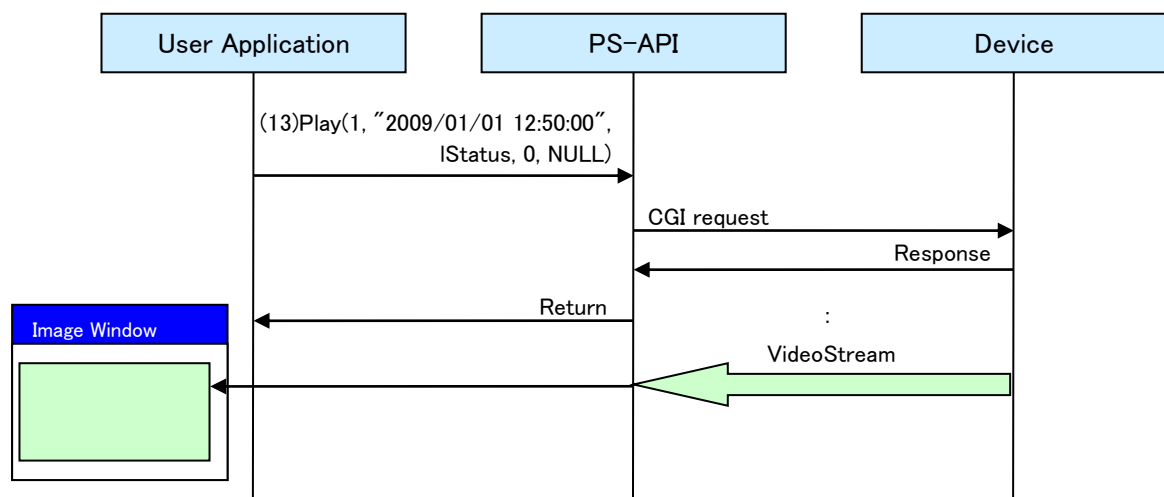 User Application
PS-API
Device
(13)Play(1, "2009/01/01 12:50:00",
lStatus, 0, NULL)
CGI request
Response
Return
:
Image Window
VideoStream